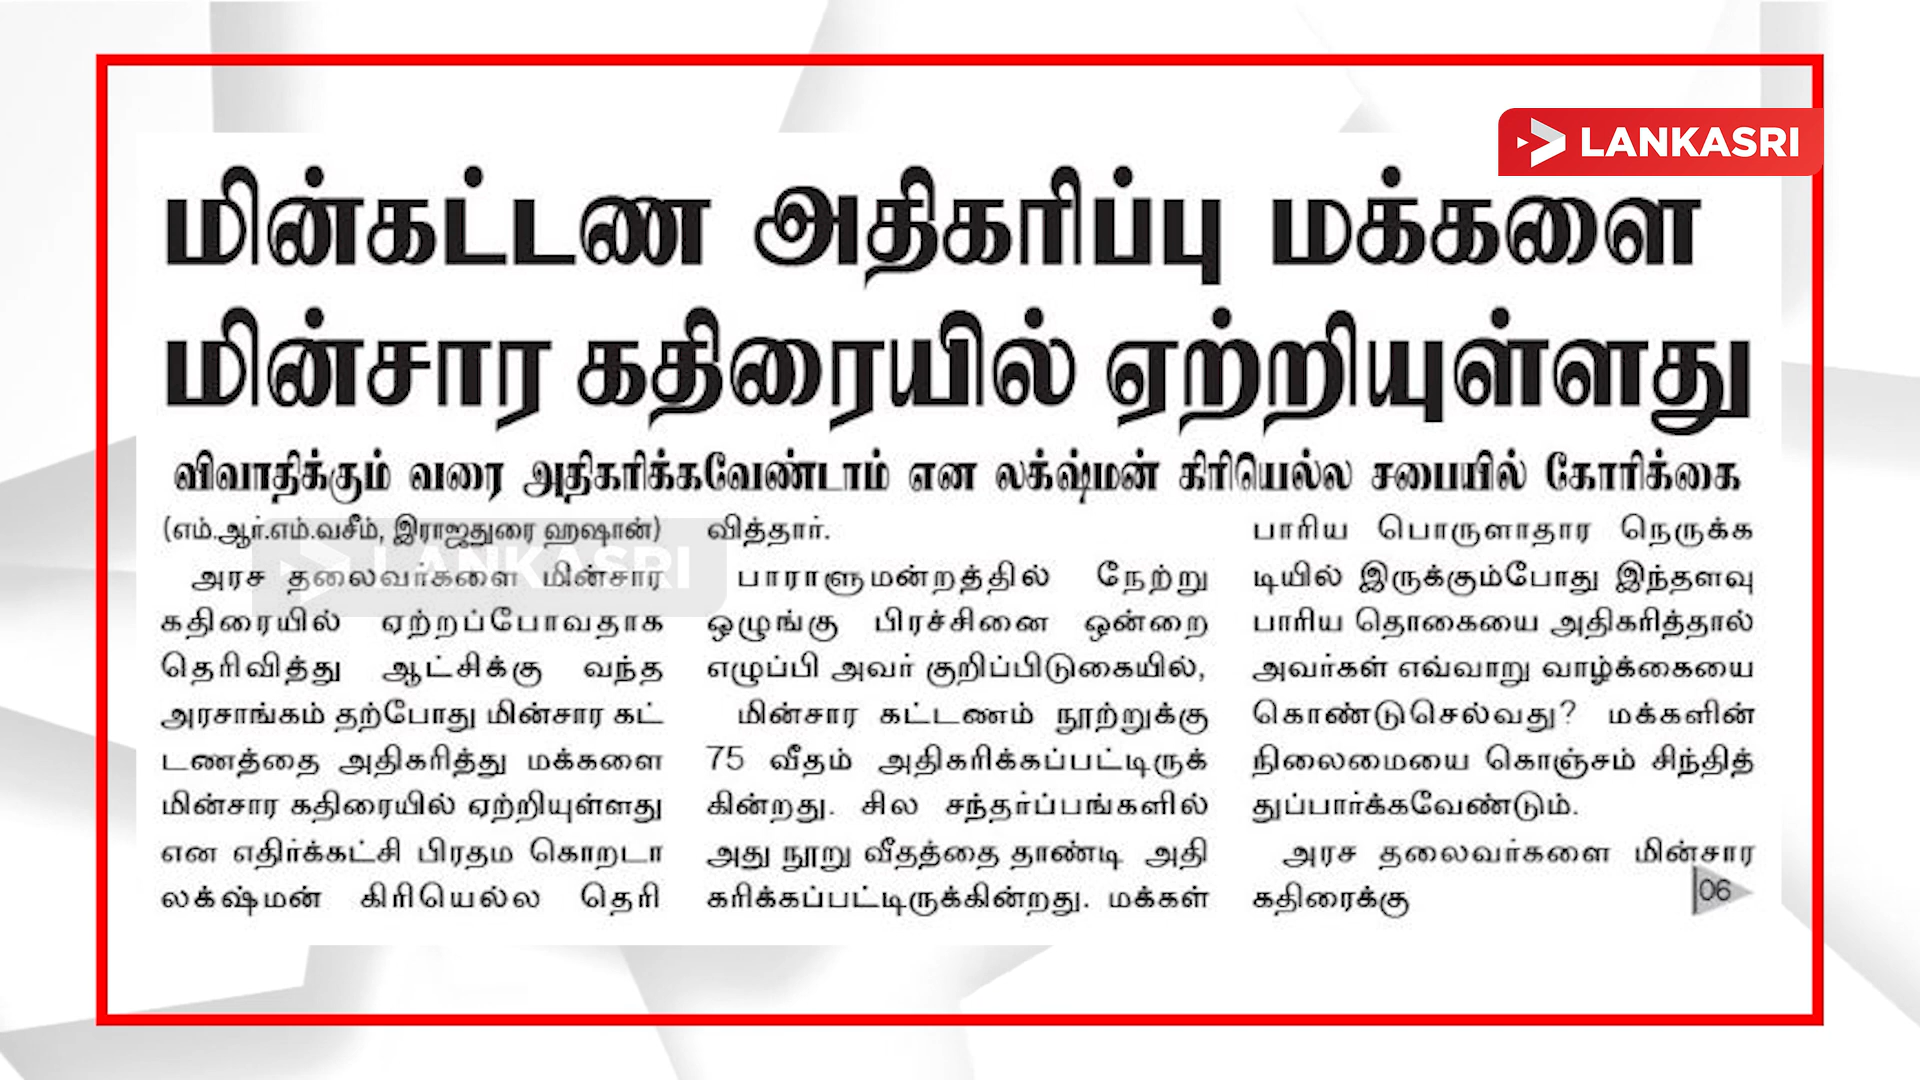 LANKASRI
மின்கட்டண அதிகரிப்பு மக்களை
மின்சார கதிரையில் ஏற்றியுள்ளது
விவாதிக்கும் வரை அதிகரிக்கவேண்டாம் என லக்ஷ்மன் கிரியெல்ல சபையில் கோரிக்கை
(எம்.ஆர்.எம்.வசீம், இராஜதுரை ஹஷான்)
LANKASRI
அரச தலைவர்களை மின்சார
கதிரையில் ஏற்றப்போவதாக
தெரிவித்து ஆட்சிக்கு வந்த
அரசாங்கம் தற்போது மின்சார கட்
டணத்தை அதிகரித்து மக்களை
மின்சார கதிரையில் ஏற்றியுள்ளது
என எதிர்க்கட்சி பிரதம கொறடா
லக்ஷ்மன் கிரியெல்ல தெரி
வித்தார்.
பாராளுமன்றத்தில் நேற்று
ஒழுங்கு பிரச்சினை ஒன்றை
எழுப்பி அவர் குறிப்பிடுகையில்,
மின்சார கட்டணம் நூற்றுக்கு
75 வீதம் அதிகரிக்கப்பட்டிருக்
கின்றது. சில சந்தர்ப்பங்களில்
அது நூறு வீதத்தை தாண்டி அதி
கரிக்கப்பட்டிருக்கின்றது. மக்கள்
பாரிய பொருளாதார நெருக்க
டியில் இருக்கும்போது இந்தளவு
பாரிய தொகையை அதிகரித்தால்
அவர்கள் எவ்வாறு வாழ்க்கையை
கொண்டுசெல்வது? மக்களின்
நிலைமையை கொஞ்சம் சிந்தித்
துப்பார்க்கவேண்டும்.
அரச தலைவர்களை மின்சார
கதிரைக்கு
06